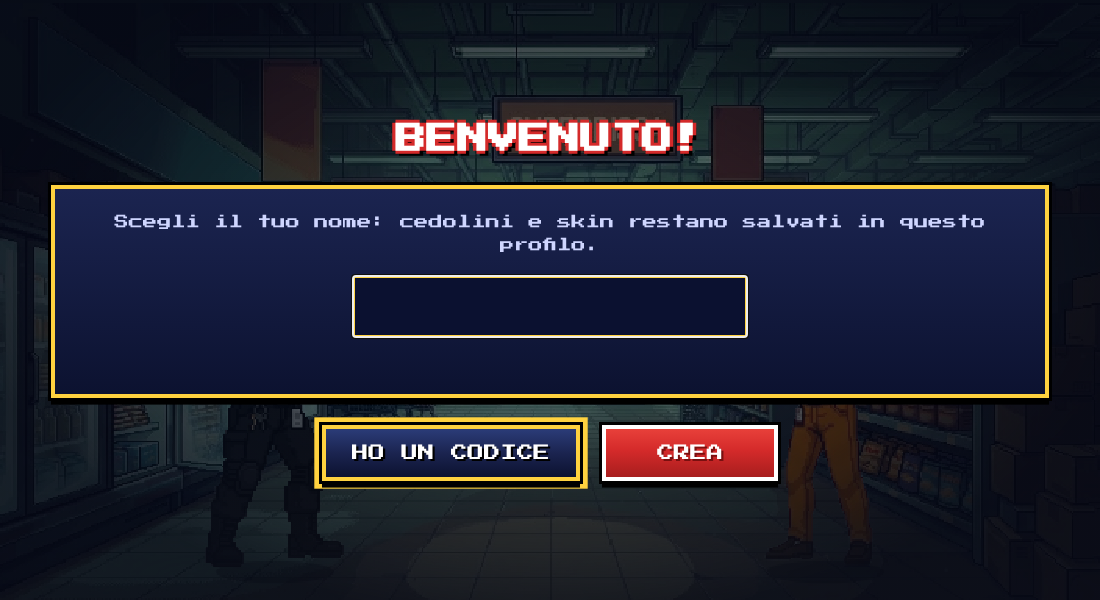 BENVENUTO!
Scegli il tuo nome: cedolini e skin restano salvati in questo
profilo.
HO UN CODICE
CREA